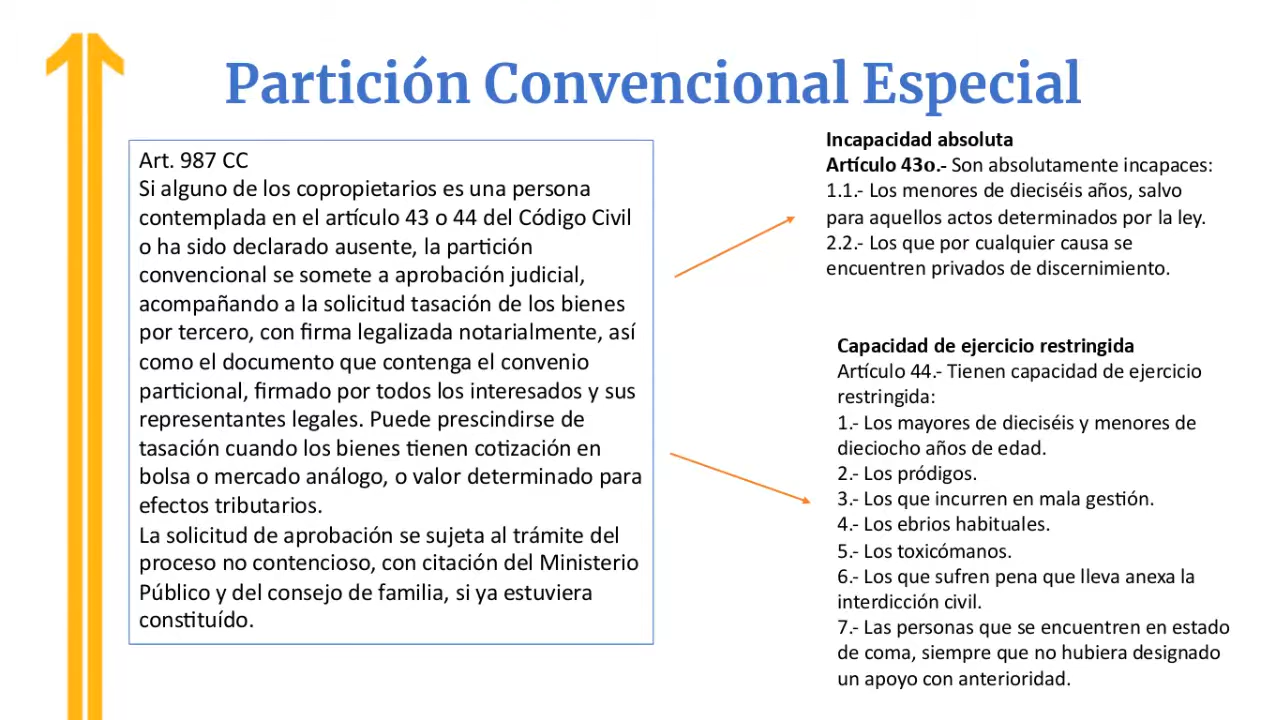 Partición Convencional Especial
Art. 987 CC
Si alguno de los copropietarios es una persona
contemplada en el artículo 43 o 44 del Código Civil
o ha sido declarado ausente, la partición
convencional se somete a aprobación judicial,
acompañando a la solicitud tasación de los bienes
por tercero, con firma legalizada notarialmente, así
como el documento que contenga el convenio
particional, firmado por todos los interesados y sus
representantes legales. Puede prescindirse de
tasación cuando los bienes tienen cotización en
bolsa o mercado análogo, o valor determinado para
efectos tributarios.
La solicitud de aprobación se sujeta al trámite del
proceso no contencioso, con citación del Ministerio
Público y del consejo de familia, si ya estuviera
constituído.
Incapacidad absoluta
Artículo 43o.- Son absolutamente incapaces:
1.1.- Los menores de dieciséis años, salvo
para aquellos actos determinados por la ley.
2.2.- Los que por cualquier causa se
encuentren privados de discernimiento.
Capacidad de ejercicio restringida
Artículo 44.- Tienen capacidad de ejercicio
restringida:
1.- Los mayores de dieciséis y menores de
dieciocho años de edad.
2.- Los pródigos.
3.- Los que incurren en mala gestión.
4.- Los ebrios habituales.
5.- Los toxicómanos.
6.- Los que sufren pena que lleva anexa la
interdicción civil.
7.- Las personas que se encuentren en estado
de coma, siempre que no hubiera designado
un apoyo con anterioridad.